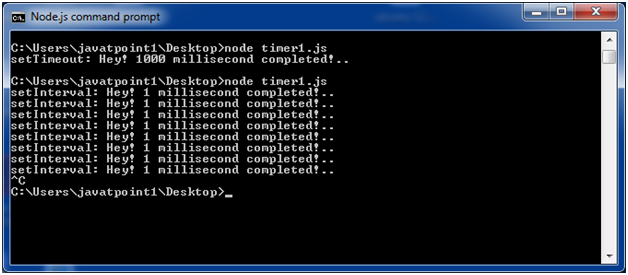 Node.js command prompt
C:\Users\javatpoint1\Desktop>node timer1.js
setTimeout: Hey! 1000 millisecond completed!..
C:\Users\javatpoint1\Desktop>node timer1.js
setInterval: Hey! 1 millisecond completed!..
setInterval: Hey! 1 millisecond completed!..
setInterval: Hey! 1 millisecond completed!..
setInterval: Hey! 1 millisecond completed!..
setInterval: Hey! 1 millisecond completed!..
setInterval: Hey! 1 millisecond completed!..
setInterval: Hey! 1 millisecond completed!..
setInterval: Hey! 1 millisecond completed!..
^C
C:\Users\javatpoint1\Desktop>_